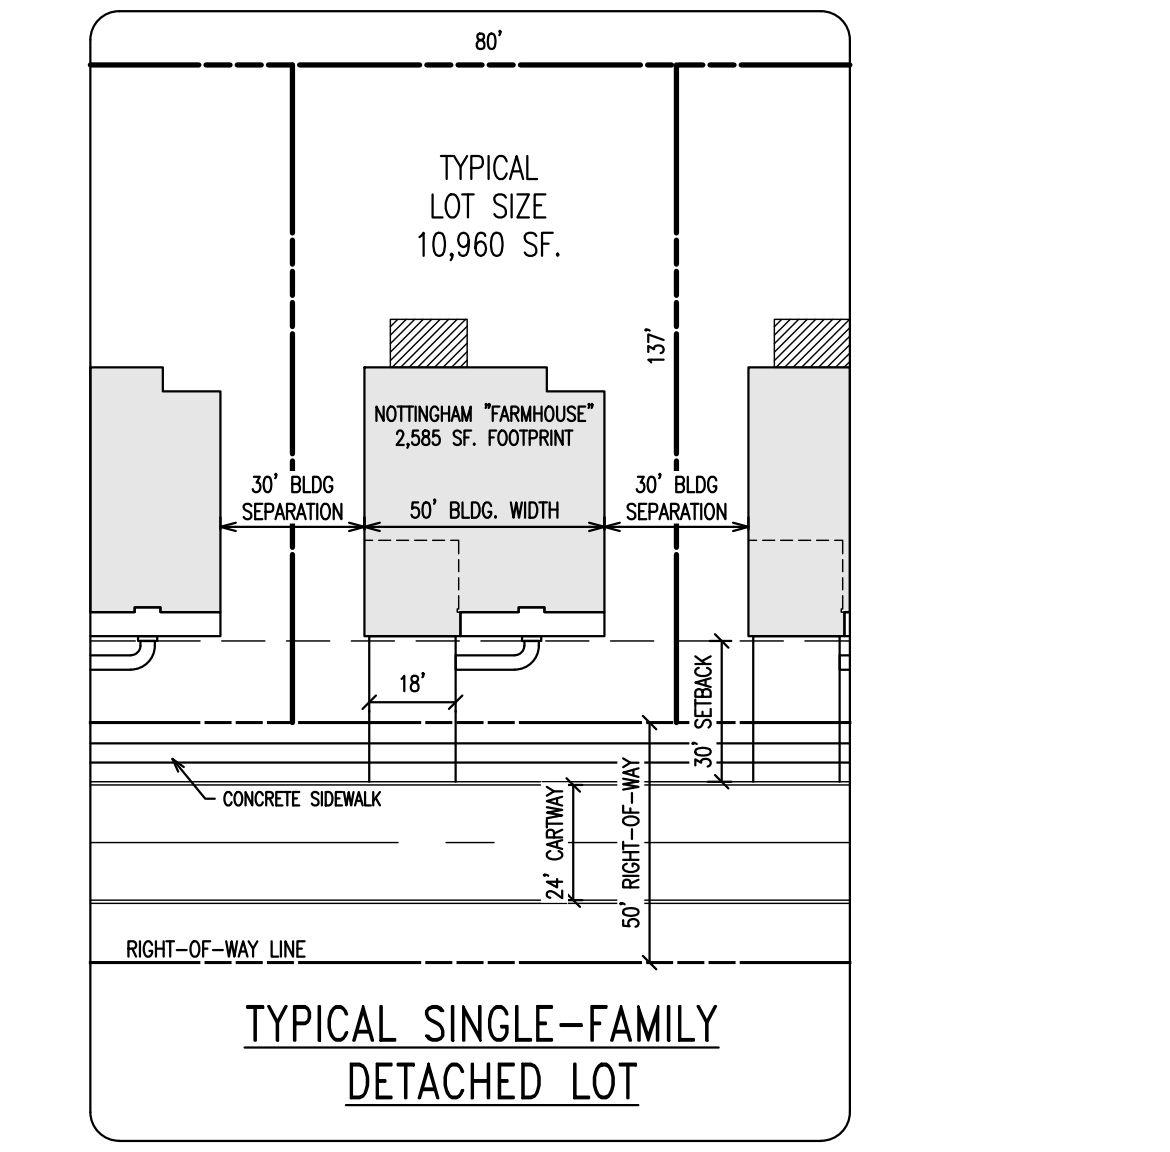 80'
TYPICAL
LOT SIZE
10,960 SF.
137'
NOTTINGHAM "FARMHOUSE"
2,585 SF. FOOTPRINT
30' BLDG
SEPARATION
50' BLDG. WIDTH
30' BLDG
SEPARATION
18'
30' SETBACK
CONCRETE SIDEWALK
24' CARTWAY
50' RIGHT-OF-WAY
RIGHT-OF-WAY LINE
TYPICAL SINGLE-FAMILY
DETACHED LOT